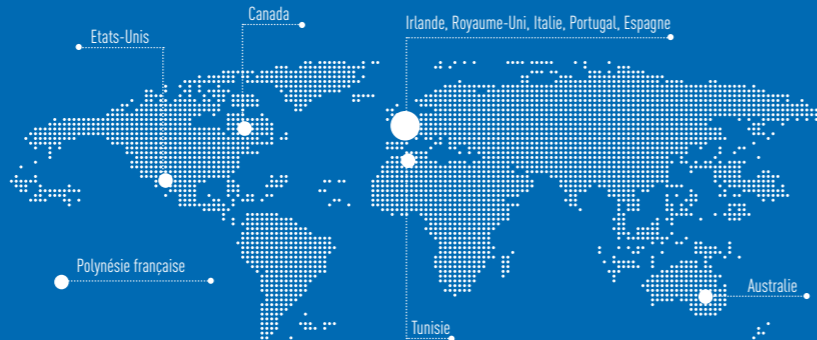 Canada
Irlande, Royaume-Uni, Italie, Portugal, Espagne
Etats-Unis
Polynésie française
Australie
Tunisie